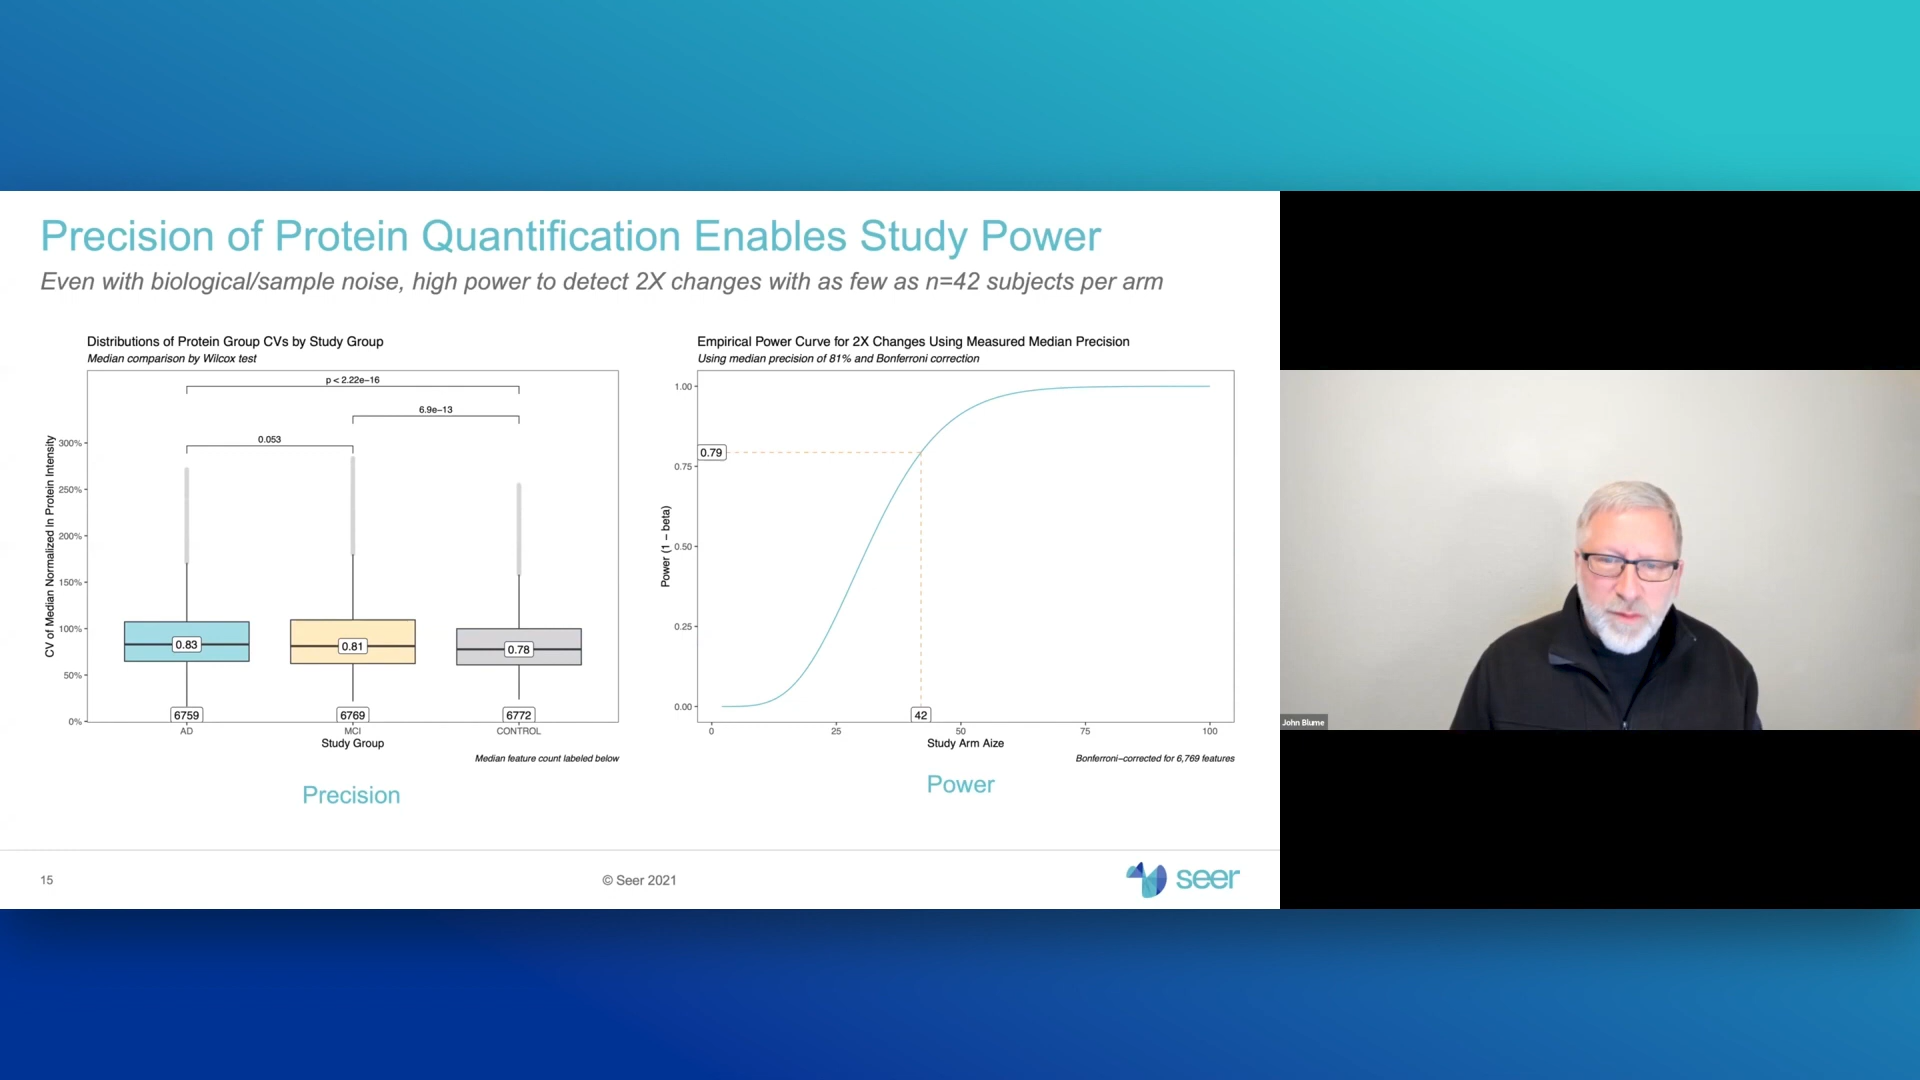 Precision of Protein Quantification Enables Study Power
Even with biological/sample noise, high power to detect 2X changes with as few as n=42 subjects per arm
Distributions of Protein Group CVs by Study Group
Median comparison by Wilcox test
CV of Median Normalized ln Protein Intensity
300%
250%
200%
150%
100%
50%
0%
p < 2.22e−16
6.9e−13
0.053
0.83
0.81
0.78
6759
6769
6772
AD
MCI
CONTROL
Study Group
Median feature count labeled below
Precision
Empirical Power Curve for 2X Changes Using Measured Median Precision
Using median precision of 81% and Bonferroni correction
Power (1 − beta)
1.00
0.79
0.75
0.50
0.25
0.00
42
0
25
50
75
100
Study Arm Aize
Bonferroni−corrected for 6,769 features
Power
John Blume
15
© Seer 2021
seer